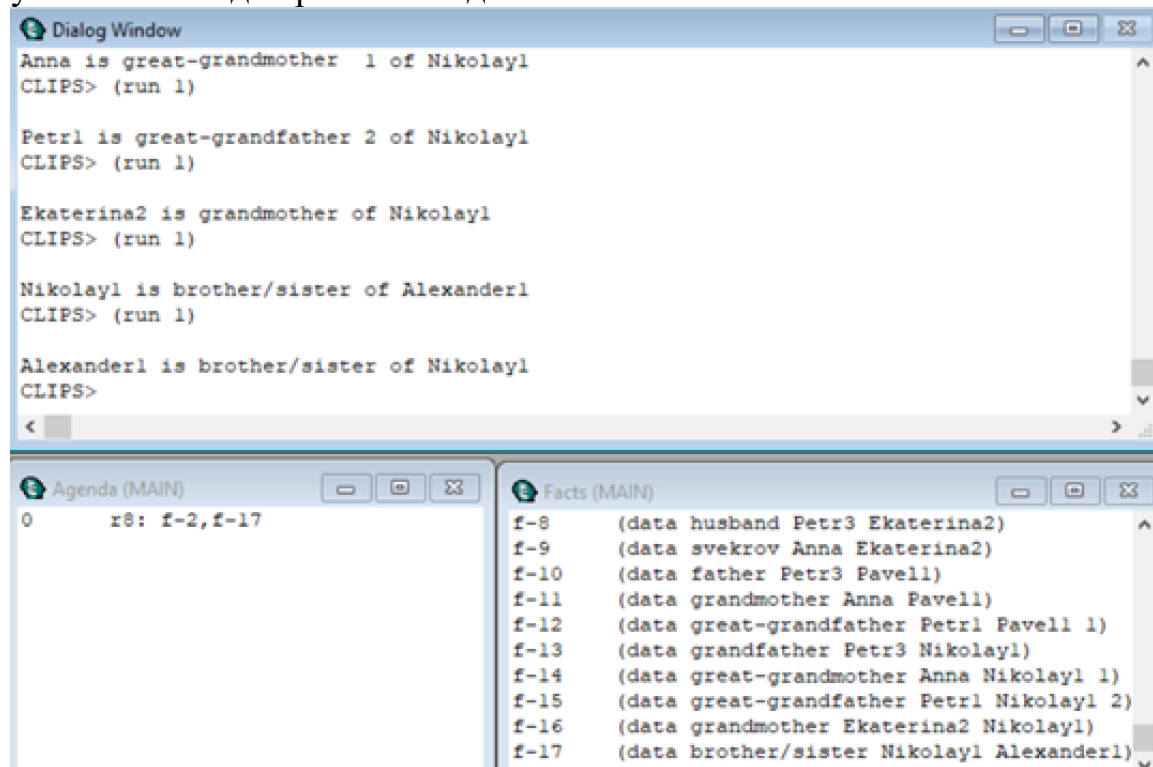 Dialog Window
Anna is great-grandmother  1 of Nikolay1
CLIPS> (run 1)
Petr1 is great-grandfather 2 of Nikolay1
CLIPS> (run 1)
Ekaterina2 is grandmother of Nikolay1
CLIPS> (run 1)
Nikolay1 is brother/sister of Alexander1
CLIPS> (run 1)
Alexander1 is brother/sister of Nikolay1
CLIPS>
Agenda (MAIN)
0 r8: f-2,f-17
Facts (MAIN)
f-8 (data husband Petr3 Ekaterina2)
f-9 (data svekrov Anna Ekaterina2)
f-10 (data father Petr3 Pavel1)
f-11 (data grandmother Anna Pavel1)
f-12 (data great-grandfather Petr1 Pavel1 1)
f-13 (data grandfather Petr3 Nikolay1)
f-14 (data great-grandmother Anna Nikolay1 1)
f-15 (data great-grandfather Petr1 Nikolay1 2)
f-16 (data grandmother Ekaterina2 Nikolay1)
f-17 (data brother/sister Nikolay1 Alexander1)